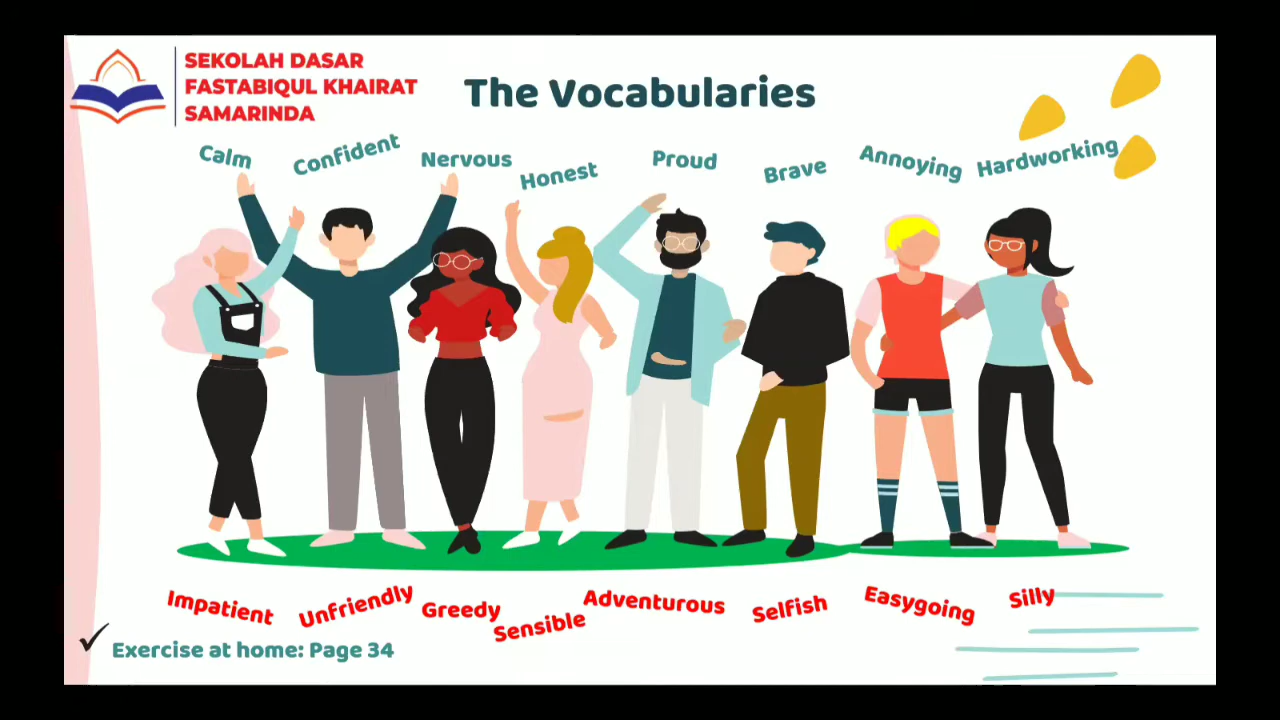 SEKOLAH DASAR
FASTABIQUL KHAIRAT
SAMARINDA
The Vocabularies
Calm
Confident
Nervous
Honest
Proud
Brave
Annoying
Hardworking
Impatient
Unfriendly
Greedy
Sensible
Adventurous
Selfish
Easygoing
Silly
Exercise at home: Page 34